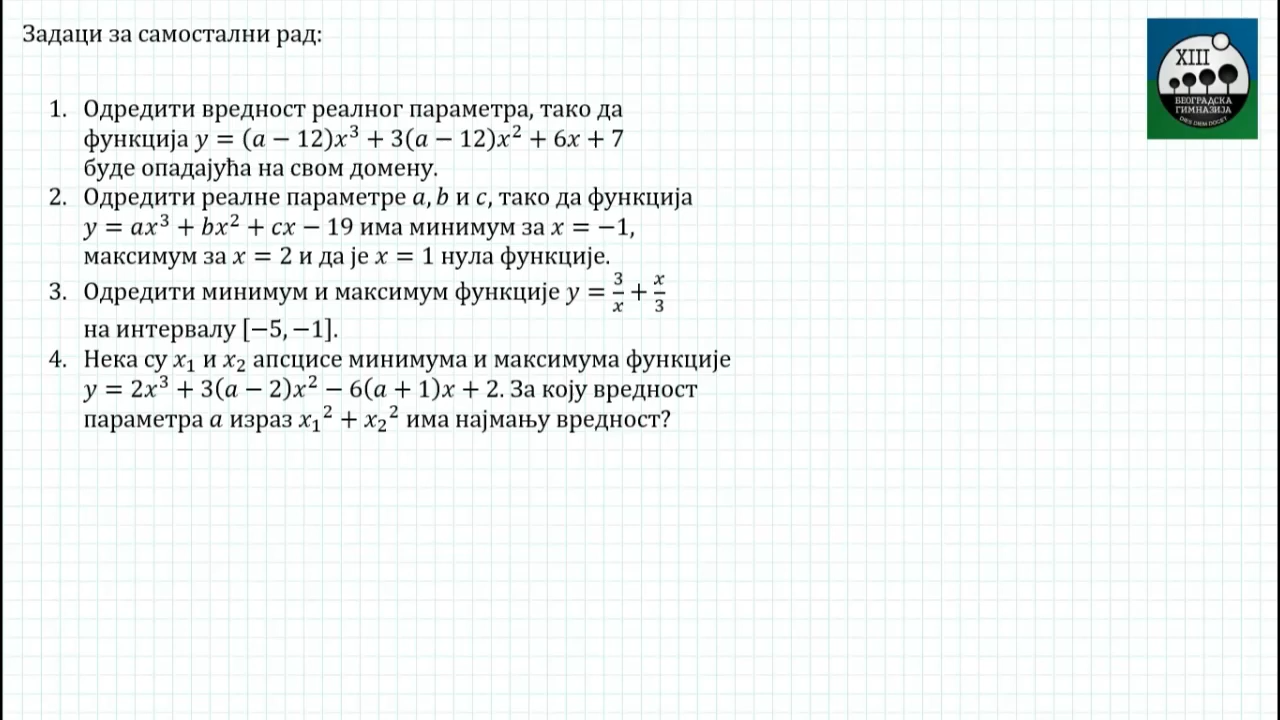 Задаци за самостални рад:
1. Одредити вредност реалног параметра, тако да
функција y = (a − 12)x³ + 3(a − 12)x² + 6x + 7
буде опадајућа на свом домену.
2. Одредити реалне параметре a, b и c, тако да функција
y = ax³ + bx² + cx − 19 има минимум за x = −1,
максимум за x = 2 и да је x = 1 нула функције.
3. Одредити минимум и максимум функције y = 3/x + x/3
на интервалу [−5, −1].
4. Нека су x₁ и x₂ апсцисе минимума и максимума функције
y = 2x³ + 3(a − 2)x² − 6(a + 1)x + 2. За коју вредност
параметра a израз x₁² + x₂² има најмању вредност?
XIII
БЕОГРАДСКА
ГИМНАЗИЈА
DIES DIEM DOCET